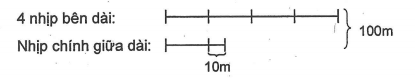 4 nhịp bên dài:
100m
Nhịp chính giữa dài:
10m